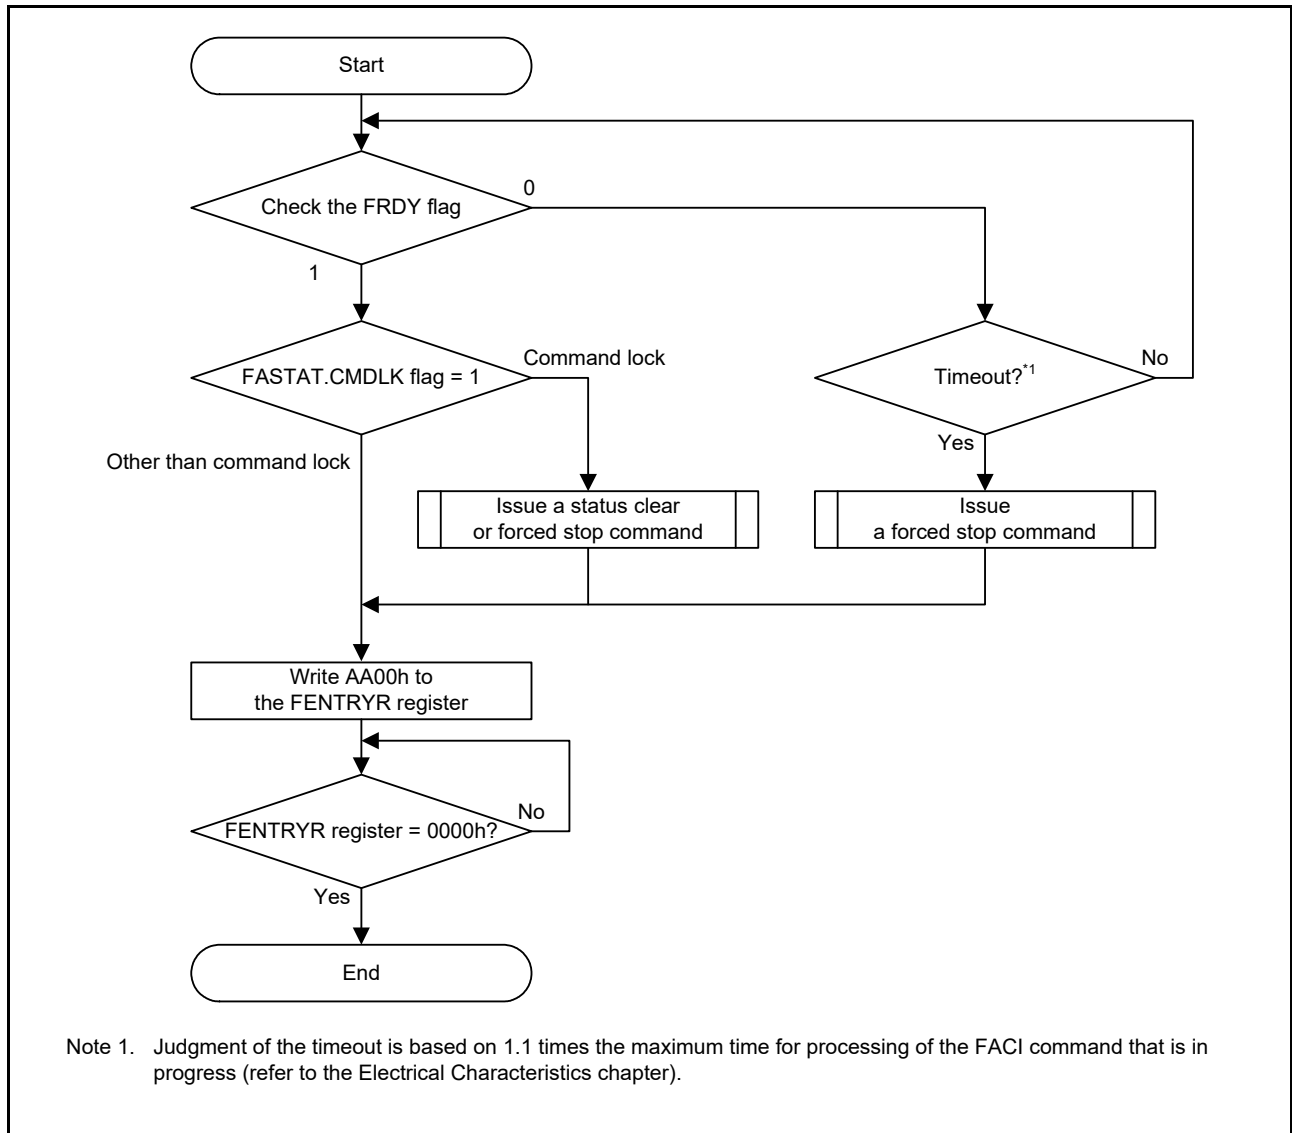 Start
Check the FRDY flag
0
1
FASTAT.CMDLK flag = 1
Command lock
Timeout?*1
No
Yes
Other than command lock
Issue a status clear
or forced stop command
Issue
a forced stop command
Write AA00h to
the FENTRYR register
FENTRYR register = 0000h?
No
Yes
End
Note 1. Judgment of the timeout is based on 1.1 times the maximum time for processing of the FACI command that is in
progress (refer to the Electrical Characteristics chapter).